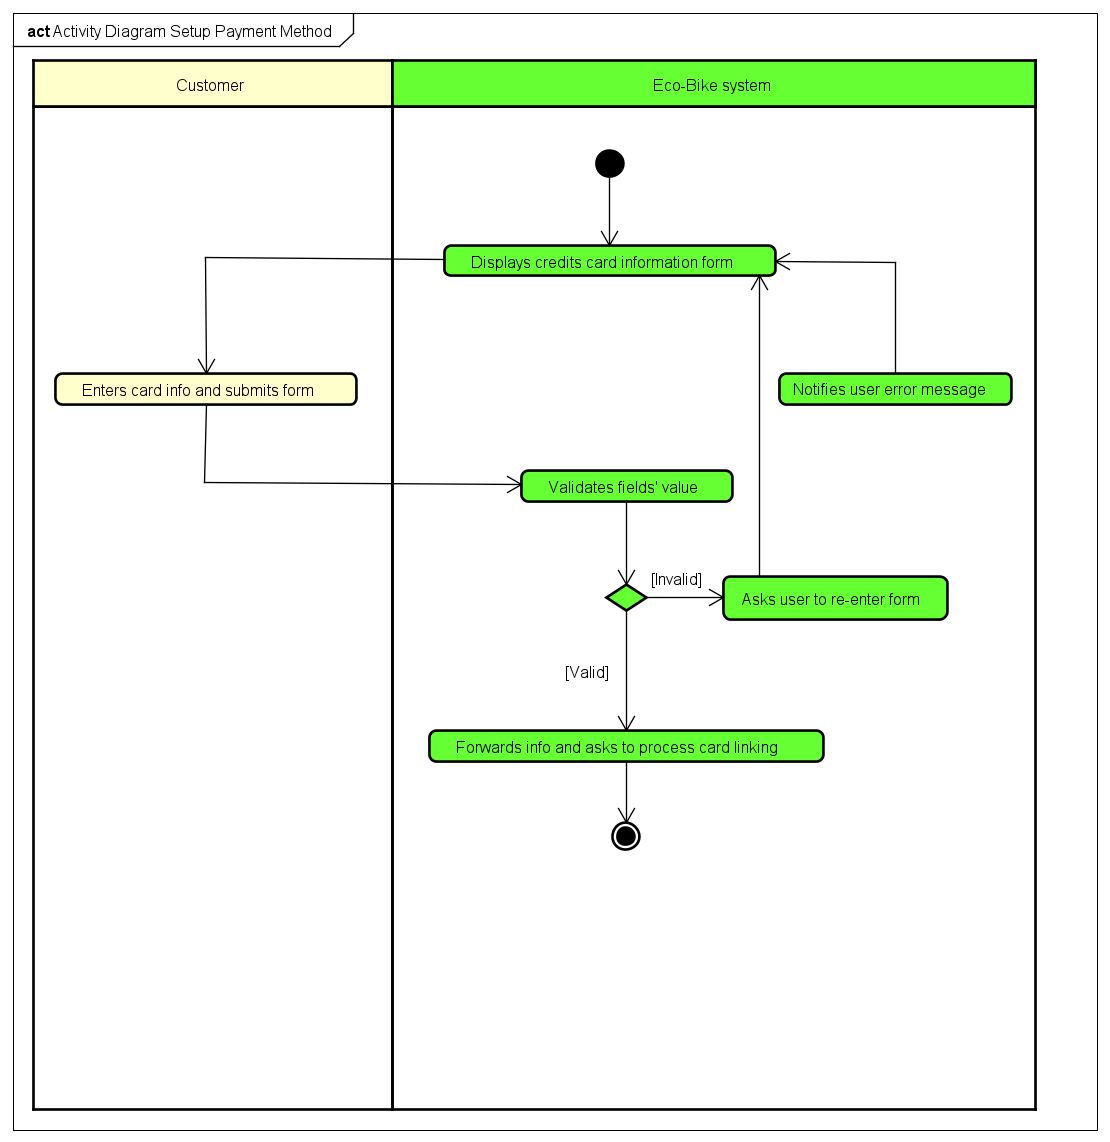 act Activity Diagram Setup Payment Method
Customer
Eco-Bike system
Displays credits card information form
Enters card info and submits form
Notifies user error message
Validates fields' value
[Invalid]
Asks user to re-enter form
[Valid]
Forwards info and asks to process card linking